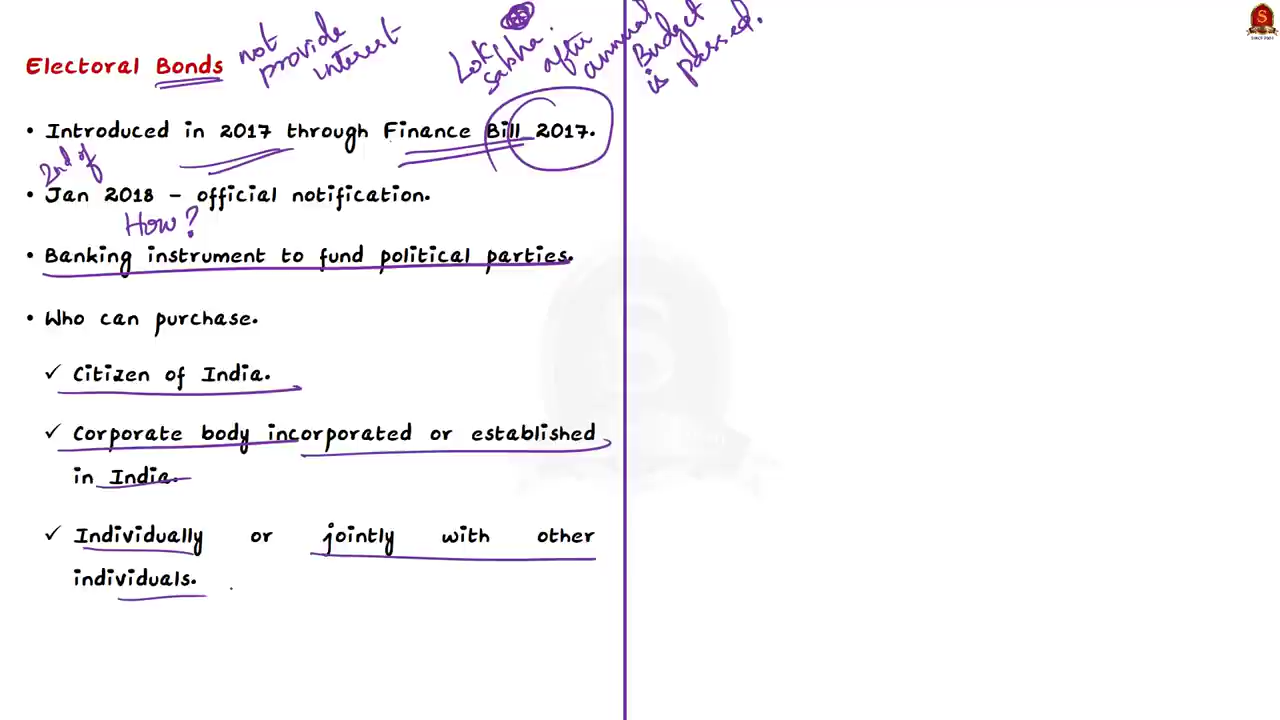 Electoral Bonds
not
provide
interest
Lok
sabha.
after
annual
Budget
is passed.
• Introduced in 2017 through Finance Bill 2017.
2nd of
• Jan 2018 – official notification.
How?
• Banking instrument to fund political parties.
• Who can purchase.
✓ Citizen of India.
✓ Corporate body incorporated or established
in India.
✓ Individually or jointly with other
individuals.